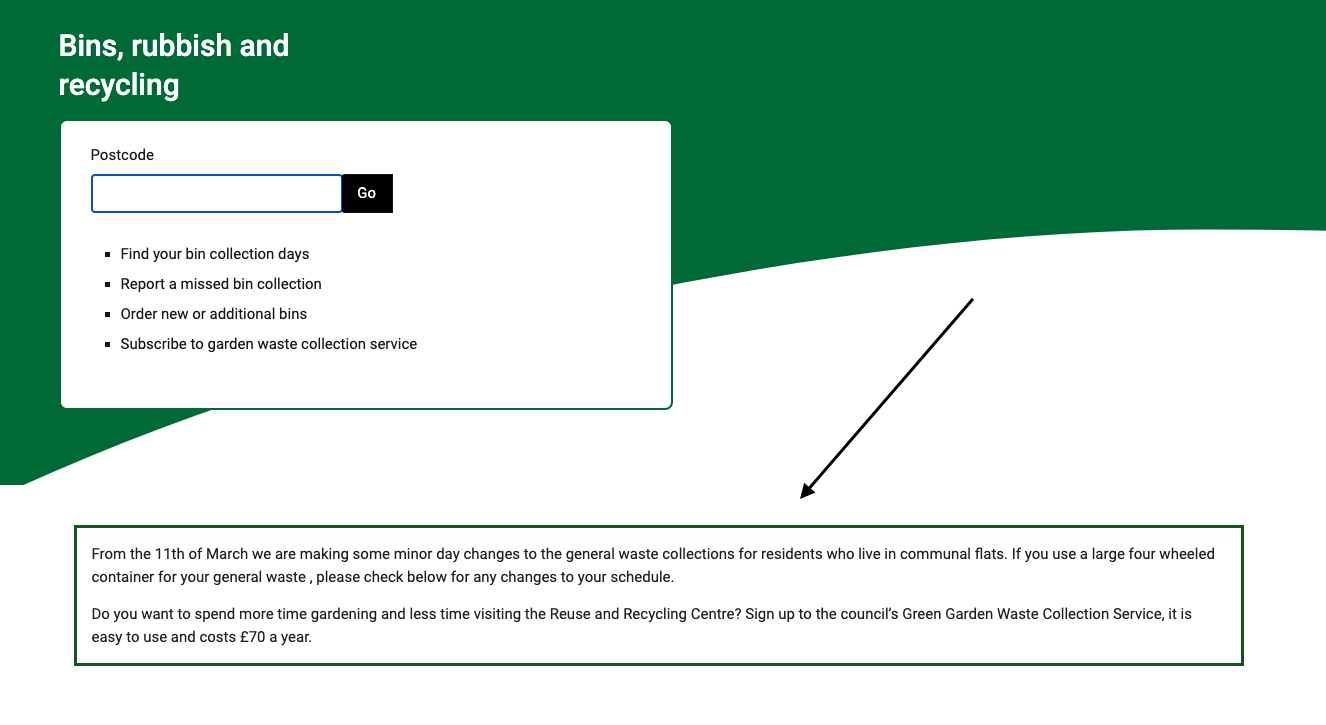 Bins, rubbish and
recycling
Postcode
Go
Find your bin collection days
Report a missed bin collection
Order new or additional bins
Subscribe to garden waste collection service
From the 11th of March we are making some minor day changes to the general waste collections for residents who live in communal flats. If you use a large four wheeled
container for your general waste , please check below for any changes to your schedule.
Do you want to spend more time gardening and less time visiting the Reuse and Recycling Centre? Sign up to the council’s Green Garden Waste Collection Service, it is
easy to use and costs £70 a year.